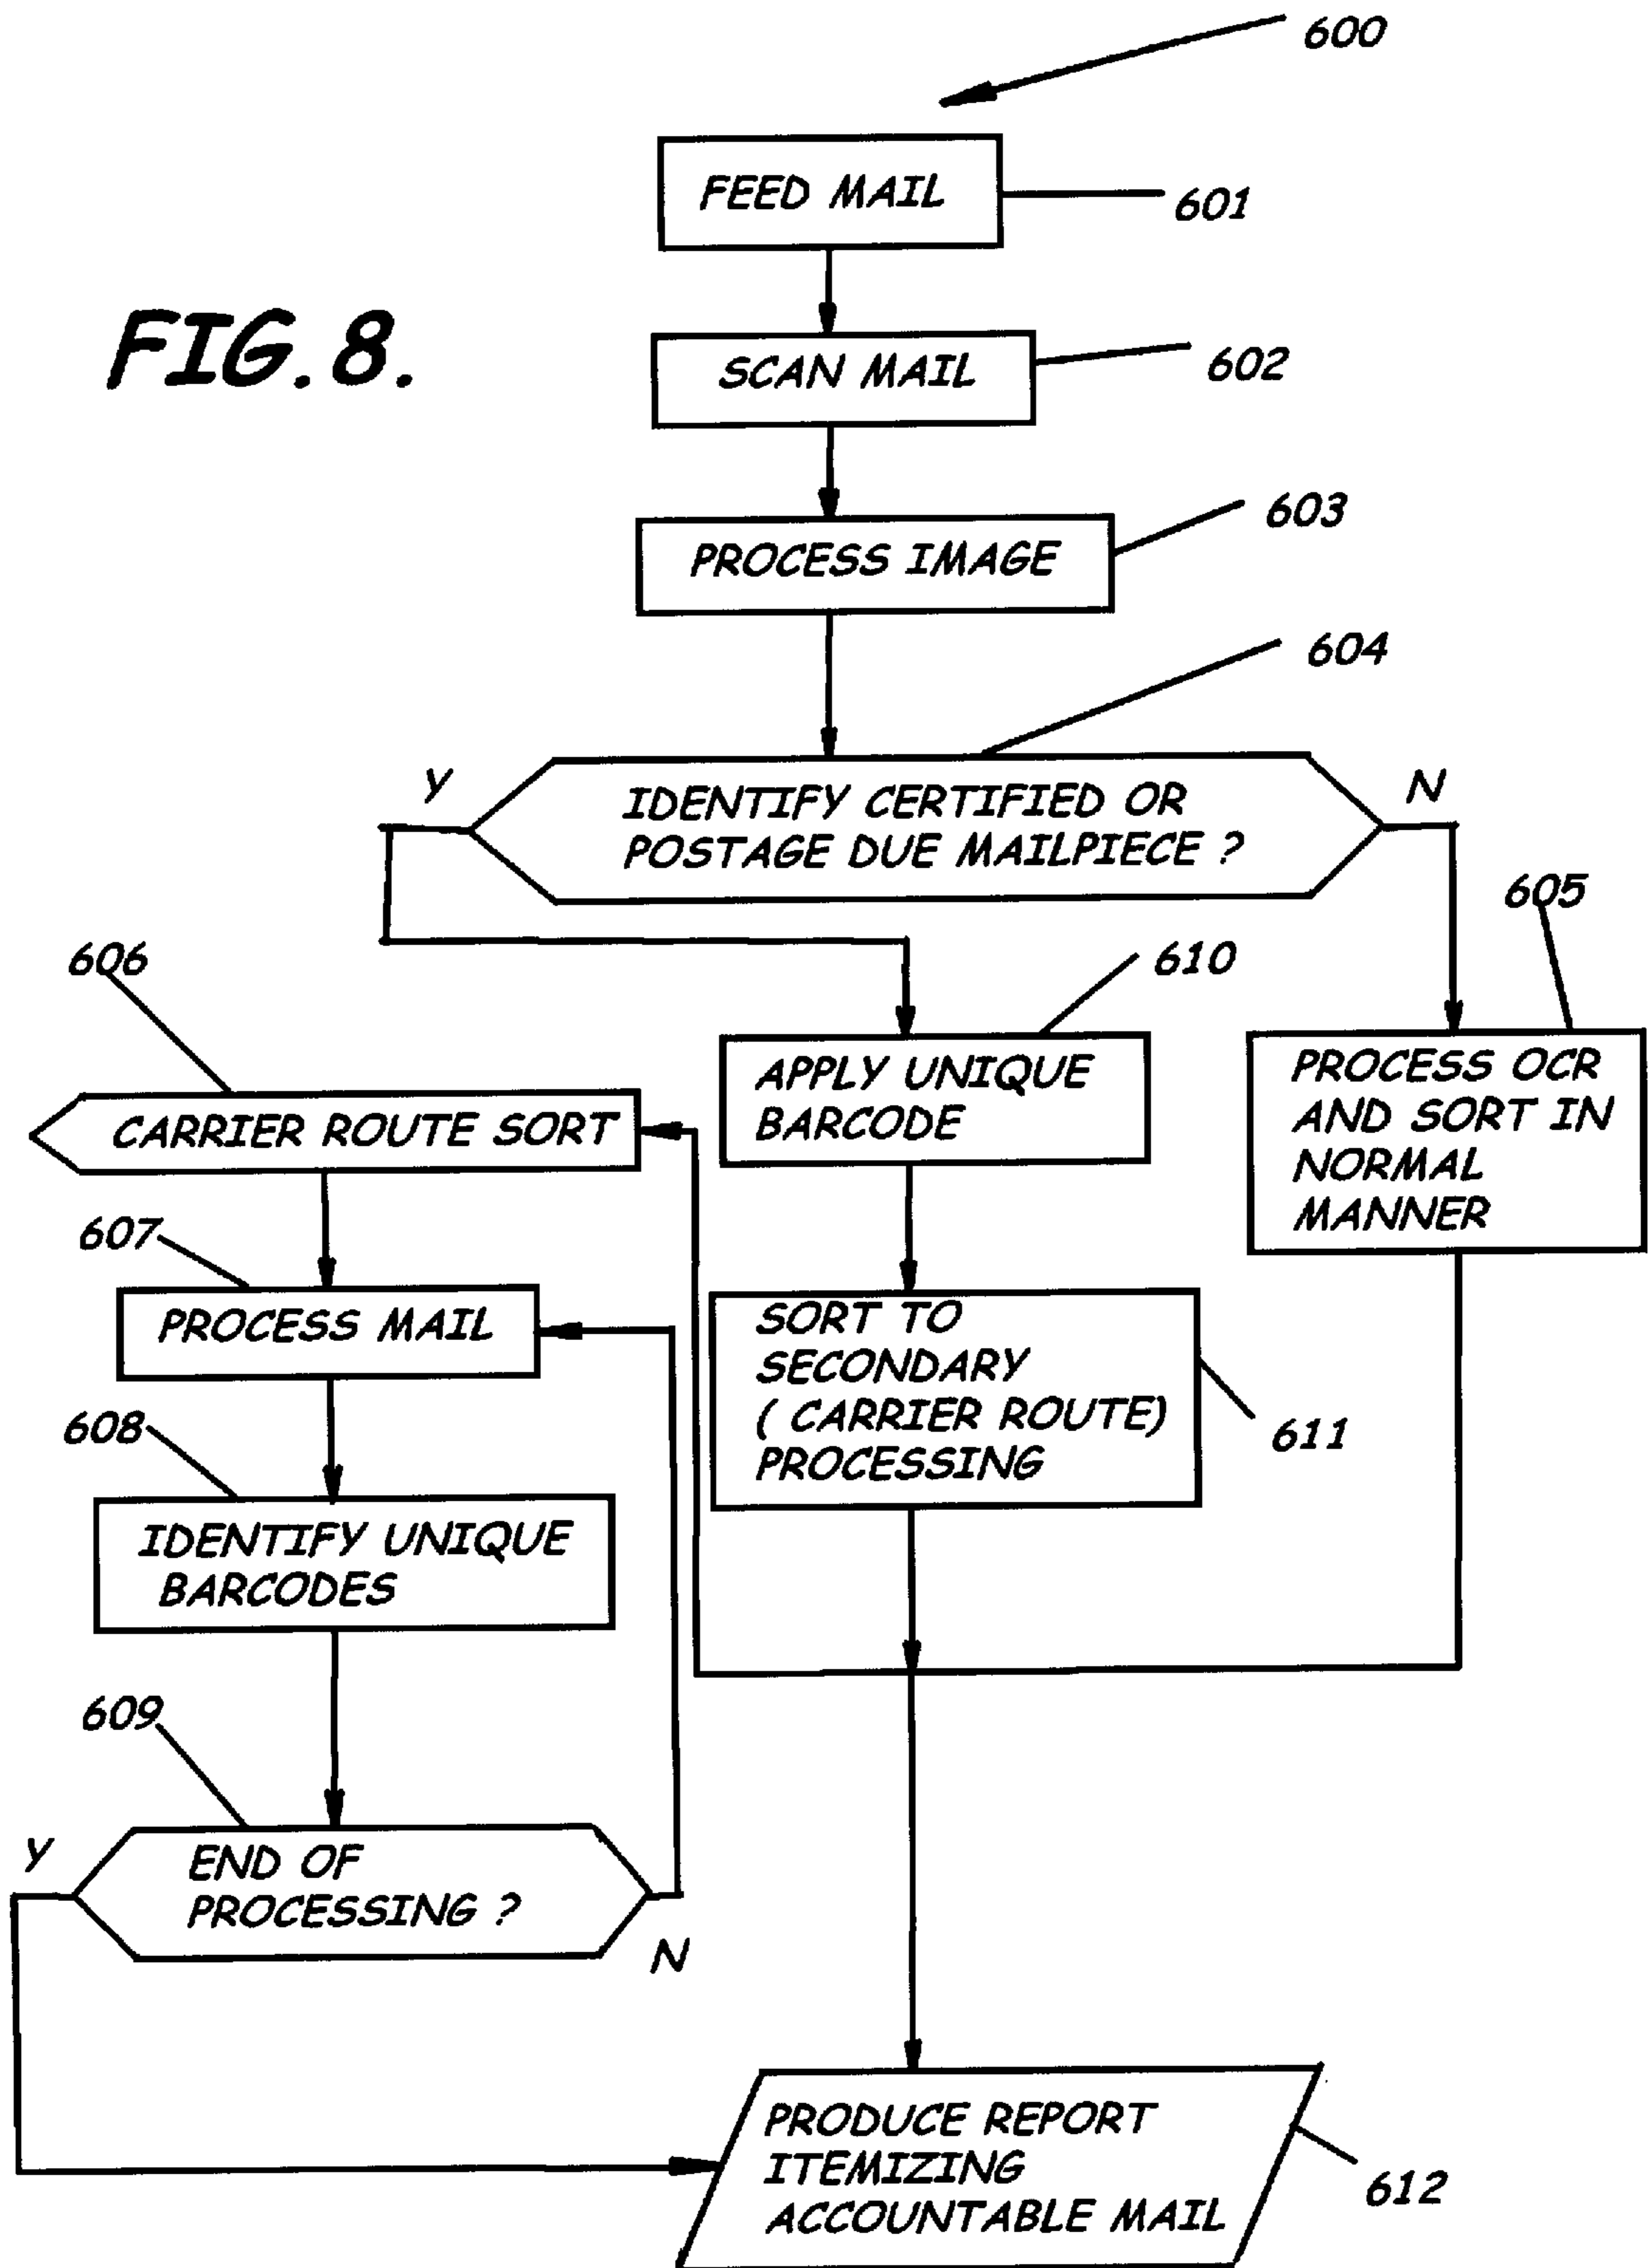 600
FEED MAIL
601
FIG. 8.
SCAN MAIL
602
PROCESS IMAGE
603
604
Y
IDENTIFY CERTIFIED OR
POSTAGE DUE MAILPIECE ?
N
605
606
610
CARRIER ROUTE SORT
APPLY UNIQUE
BARCODE
PROCESS OCR
AND SORT IN
NORMAL
MANNER
607
PROCESS MAIL
SORT TO
SECONDARY
( CARRIER ROUTE)
PROCESSING
611
608
IDENTIFY UNIQUE
BARCODES
609
Y
END OF
PROCESSING ?
N
PRODUCE REPORT
ITEMIZING
ACCOUNTABLE MAIL
612